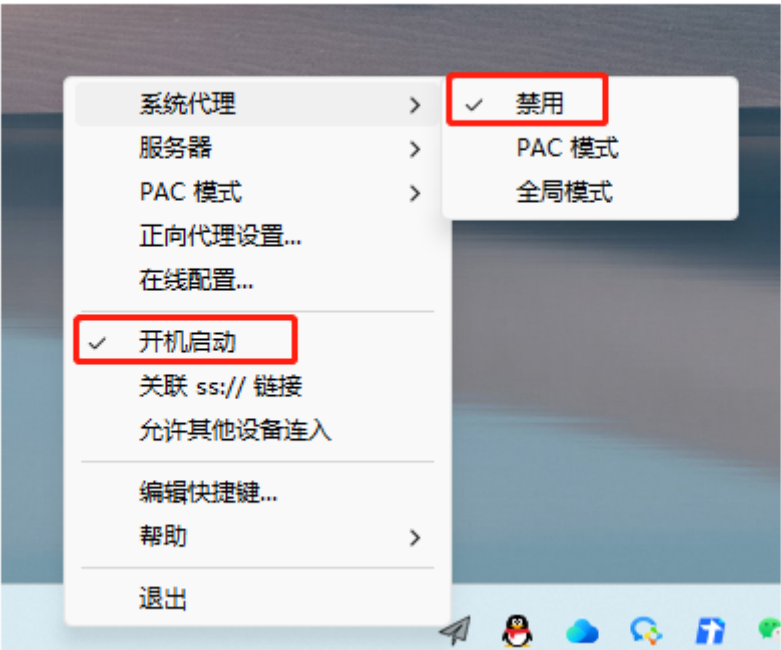 系统代理
服务器
PAC 模式
正向代理设置...
在线配置...
开机启动
关联 ss:// 链接
允许其他设备连入
编辑快捷键...
帮助
退出
禁用
PAC 模式
全局模式